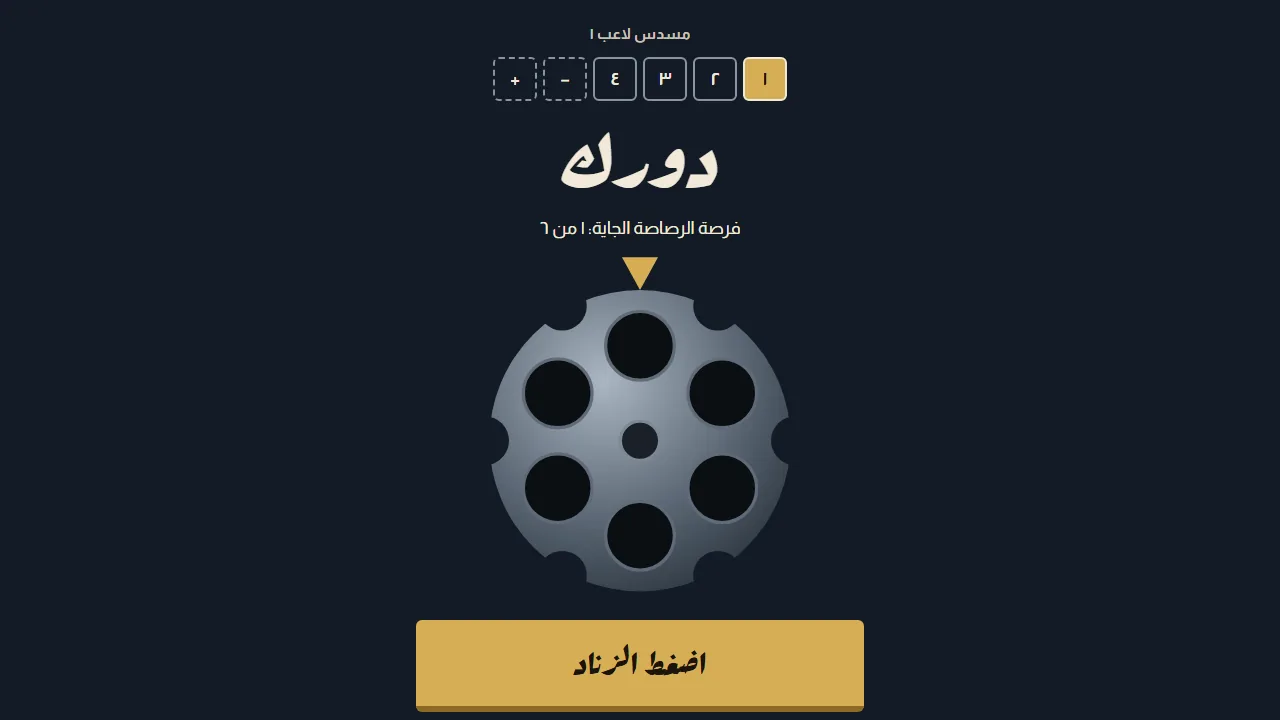 مسدس لاعب ١
١ ٢ ٣ ٤ − +
دورك
فرصة الرصاصة الجاية: ١ من ٦
اضغط الزناد